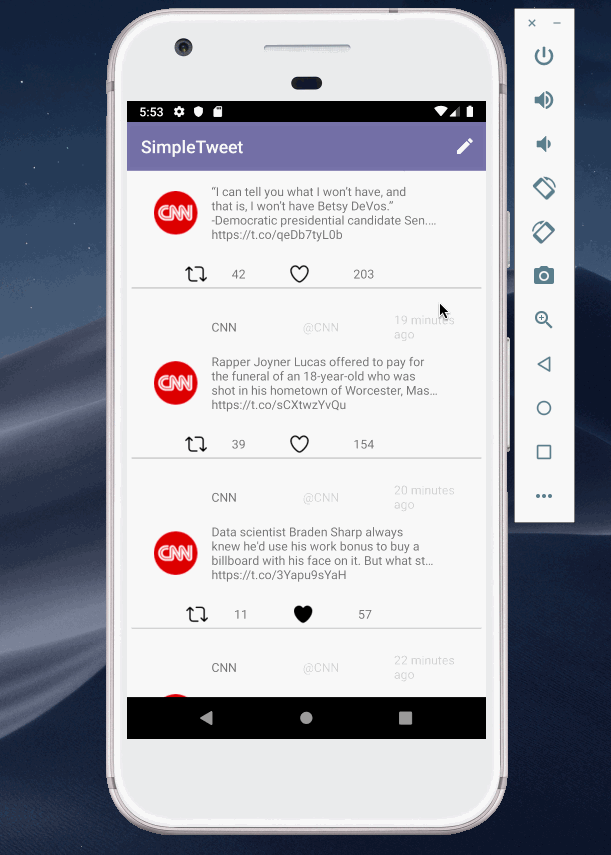 5:53
SimpleTweet
CNN
“I can tell you what I won’t have, and
that is, I won’t have Betsy DeVos.”
-Democratic presidential candidate Sen.…
https://t.co/qeDb7tyL0b
42
203
CNN
@CNN
19 minutes
ago
CNN
Rapper Joyner Lucas offered to pay for
the funeral of an 18-year-old who was
shot in his hometown of Worcester, Mas…
https://t.co/sCXtwzYvQu
39
154
CNN
@CNN
20 minutes
ago
CNN
Data scientist Braden Sharp always
knew he'd use his work bonus to buy a
billboard with his face on it. But what st…
https://t.co/3Yapu9sYaH
11
57
CNN
@CNN
22 minutes
ago